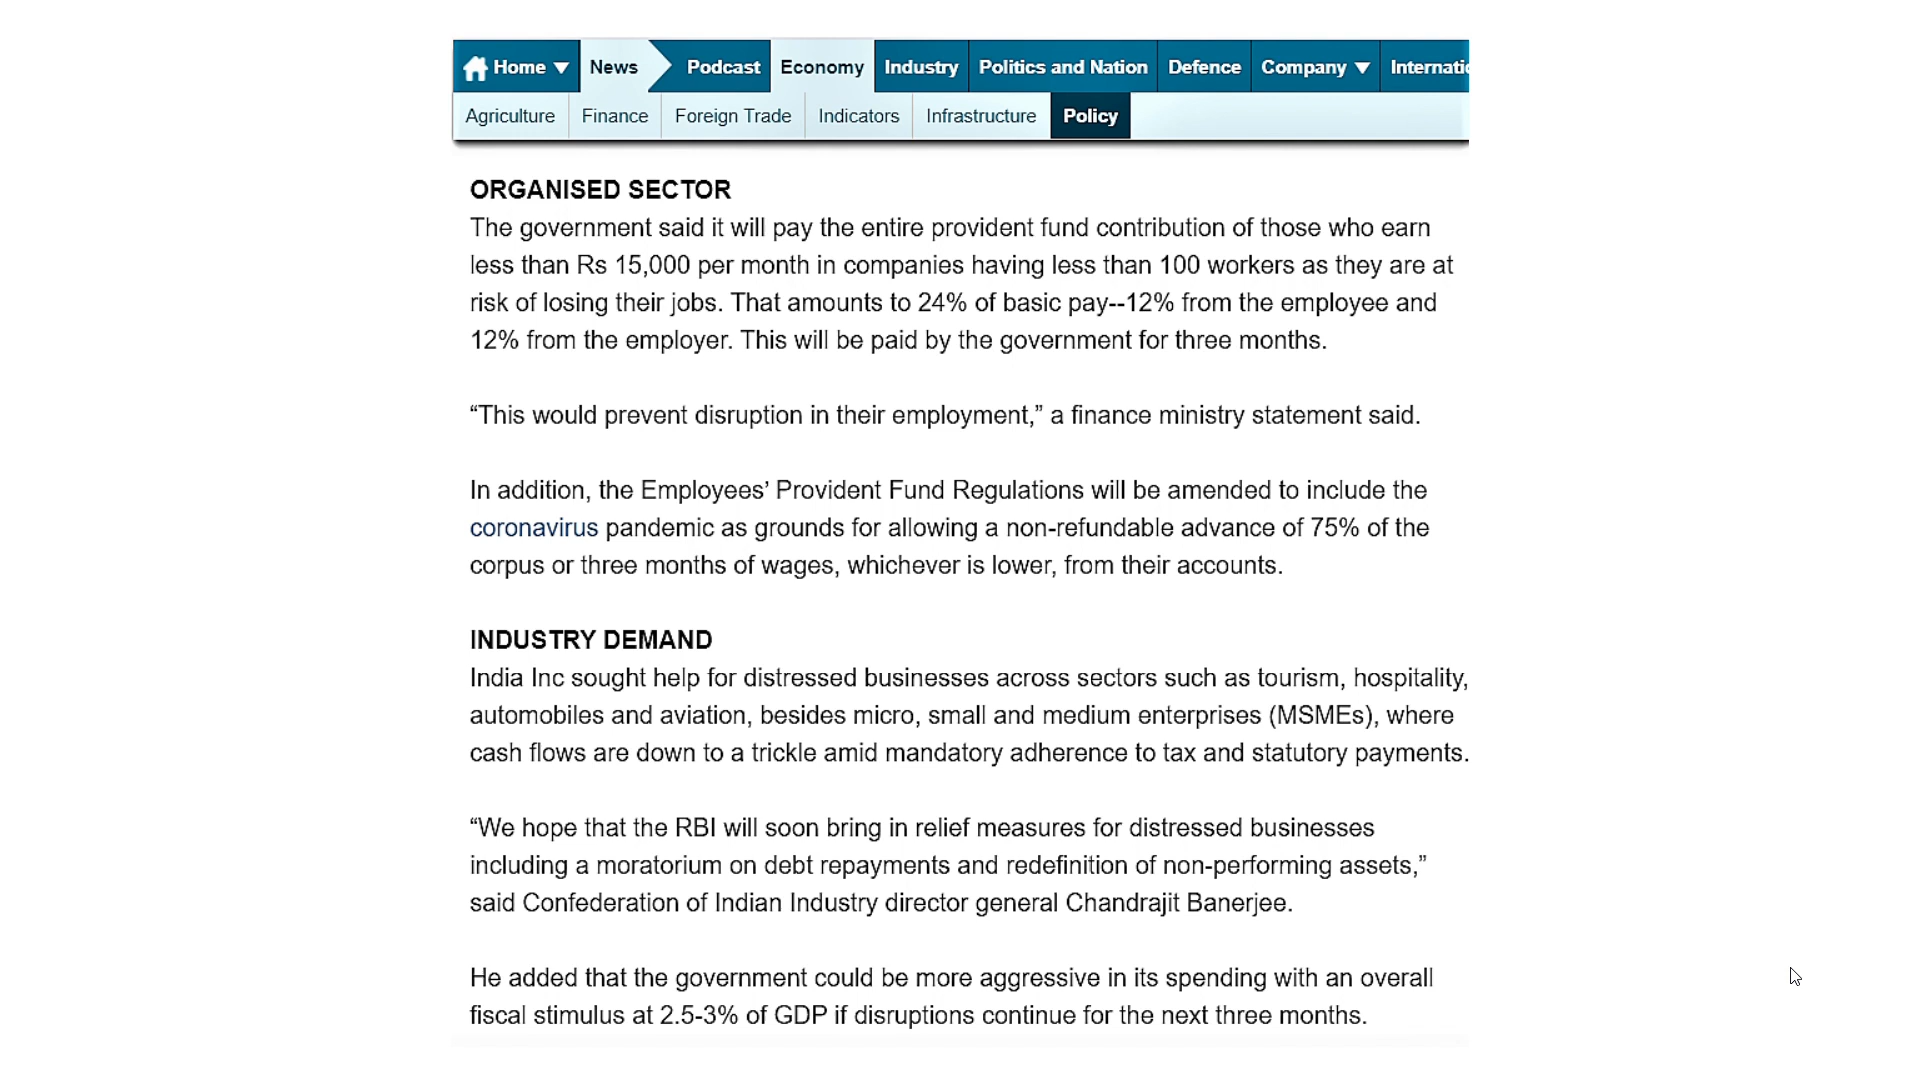 Home News Podcast Economy Industry Politics and Nation Defence Company Internatio
Agriculture Finance Foreign Trade Indicators Infrastructure Policy
ORGANISED SECTOR
The government said it will pay the entire provident fund contribution of those who earn
less than Rs 15,000 per month in companies having less than 100 workers as they are at
risk of losing their jobs. That amounts to 24% of basic pay--12% from the employee and
12% from the employer. This will be paid by the government for three months.
“This would prevent disruption in their employment,” a finance ministry statement said.
In addition, the Employees’ Provident Fund Regulations will be amended to include the
coronavirus pandemic as grounds for allowing a non-refundable advance of 75% of the
corpus or three months of wages, whichever is lower, from their accounts.
INDUSTRY DEMAND
India Inc sought help for distressed businesses across sectors such as tourism, hospitality,
automobiles and aviation, besides micro, small and medium enterprises (MSMEs), where
cash flows are down to a trickle amid mandatory adherence to tax and statutory payments.
“We hope that the RBI will soon bring in relief measures for distressed businesses
including a moratorium on debt repayments and redefinition of non-performing assets,”
said Confederation of Indian Industry director general Chandrajit Banerjee.
He added that the government could be more aggressive in its spending with an overall
fiscal stimulus at 2.5-3% of GDP if disruptions continue for the next three months.